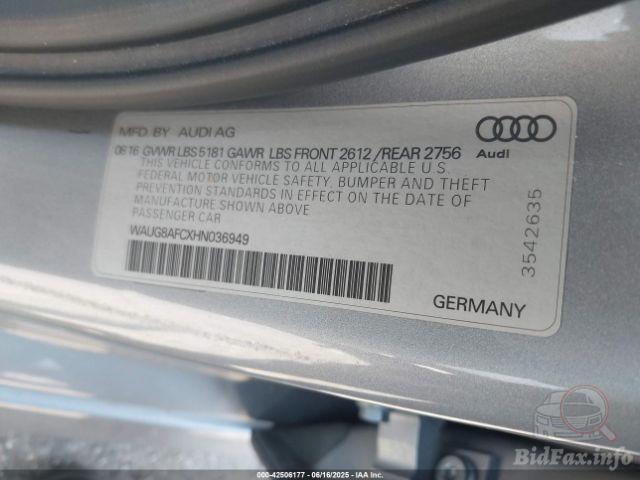 MFD. BY AUDI AG
08 16 GVWR LBS 5181 GAWR LBS FRONT 2612 / REAR 2756
THIS VEHICLE CONFORMS TO ALL APPLICABLE U.S.
FEDERAL MOTOR VEHICLE SAFETY, BUMPER AND THEFT
PREVENTION STANDARDS IN EFFECT ON THE DATE OF
MANUFACTURE SHOWN ABOVE
PASSENGER CAR
WAUG8AFCXHN036949
Audi
3542635
GERMANY
BidFax.info
000-42506177 - 06/16/2025 - IAA Inc.